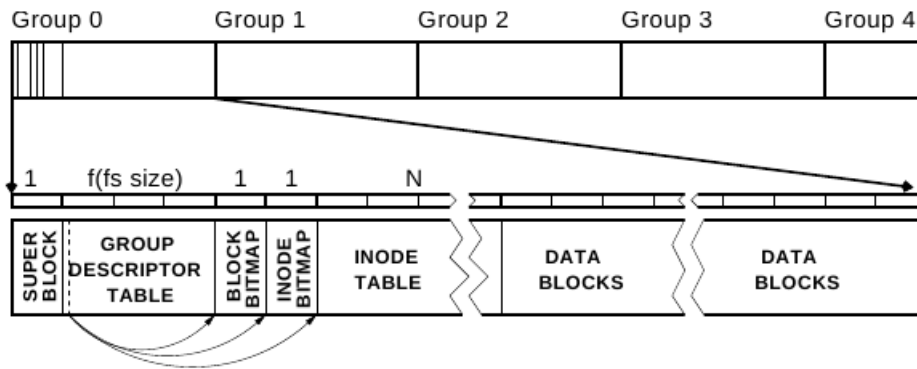 Group 0
Group 1
Group 2
Group 3
Group 4
1
f(fs size)
1
1
N
SUPER
BLOCK
GROUP
DESCRIPTOR
TABLE
BLOCK
BITMAP
INODE
BITMAP
INODE
TABLE
DATA
BLOCKS
DATA
BLOCKS